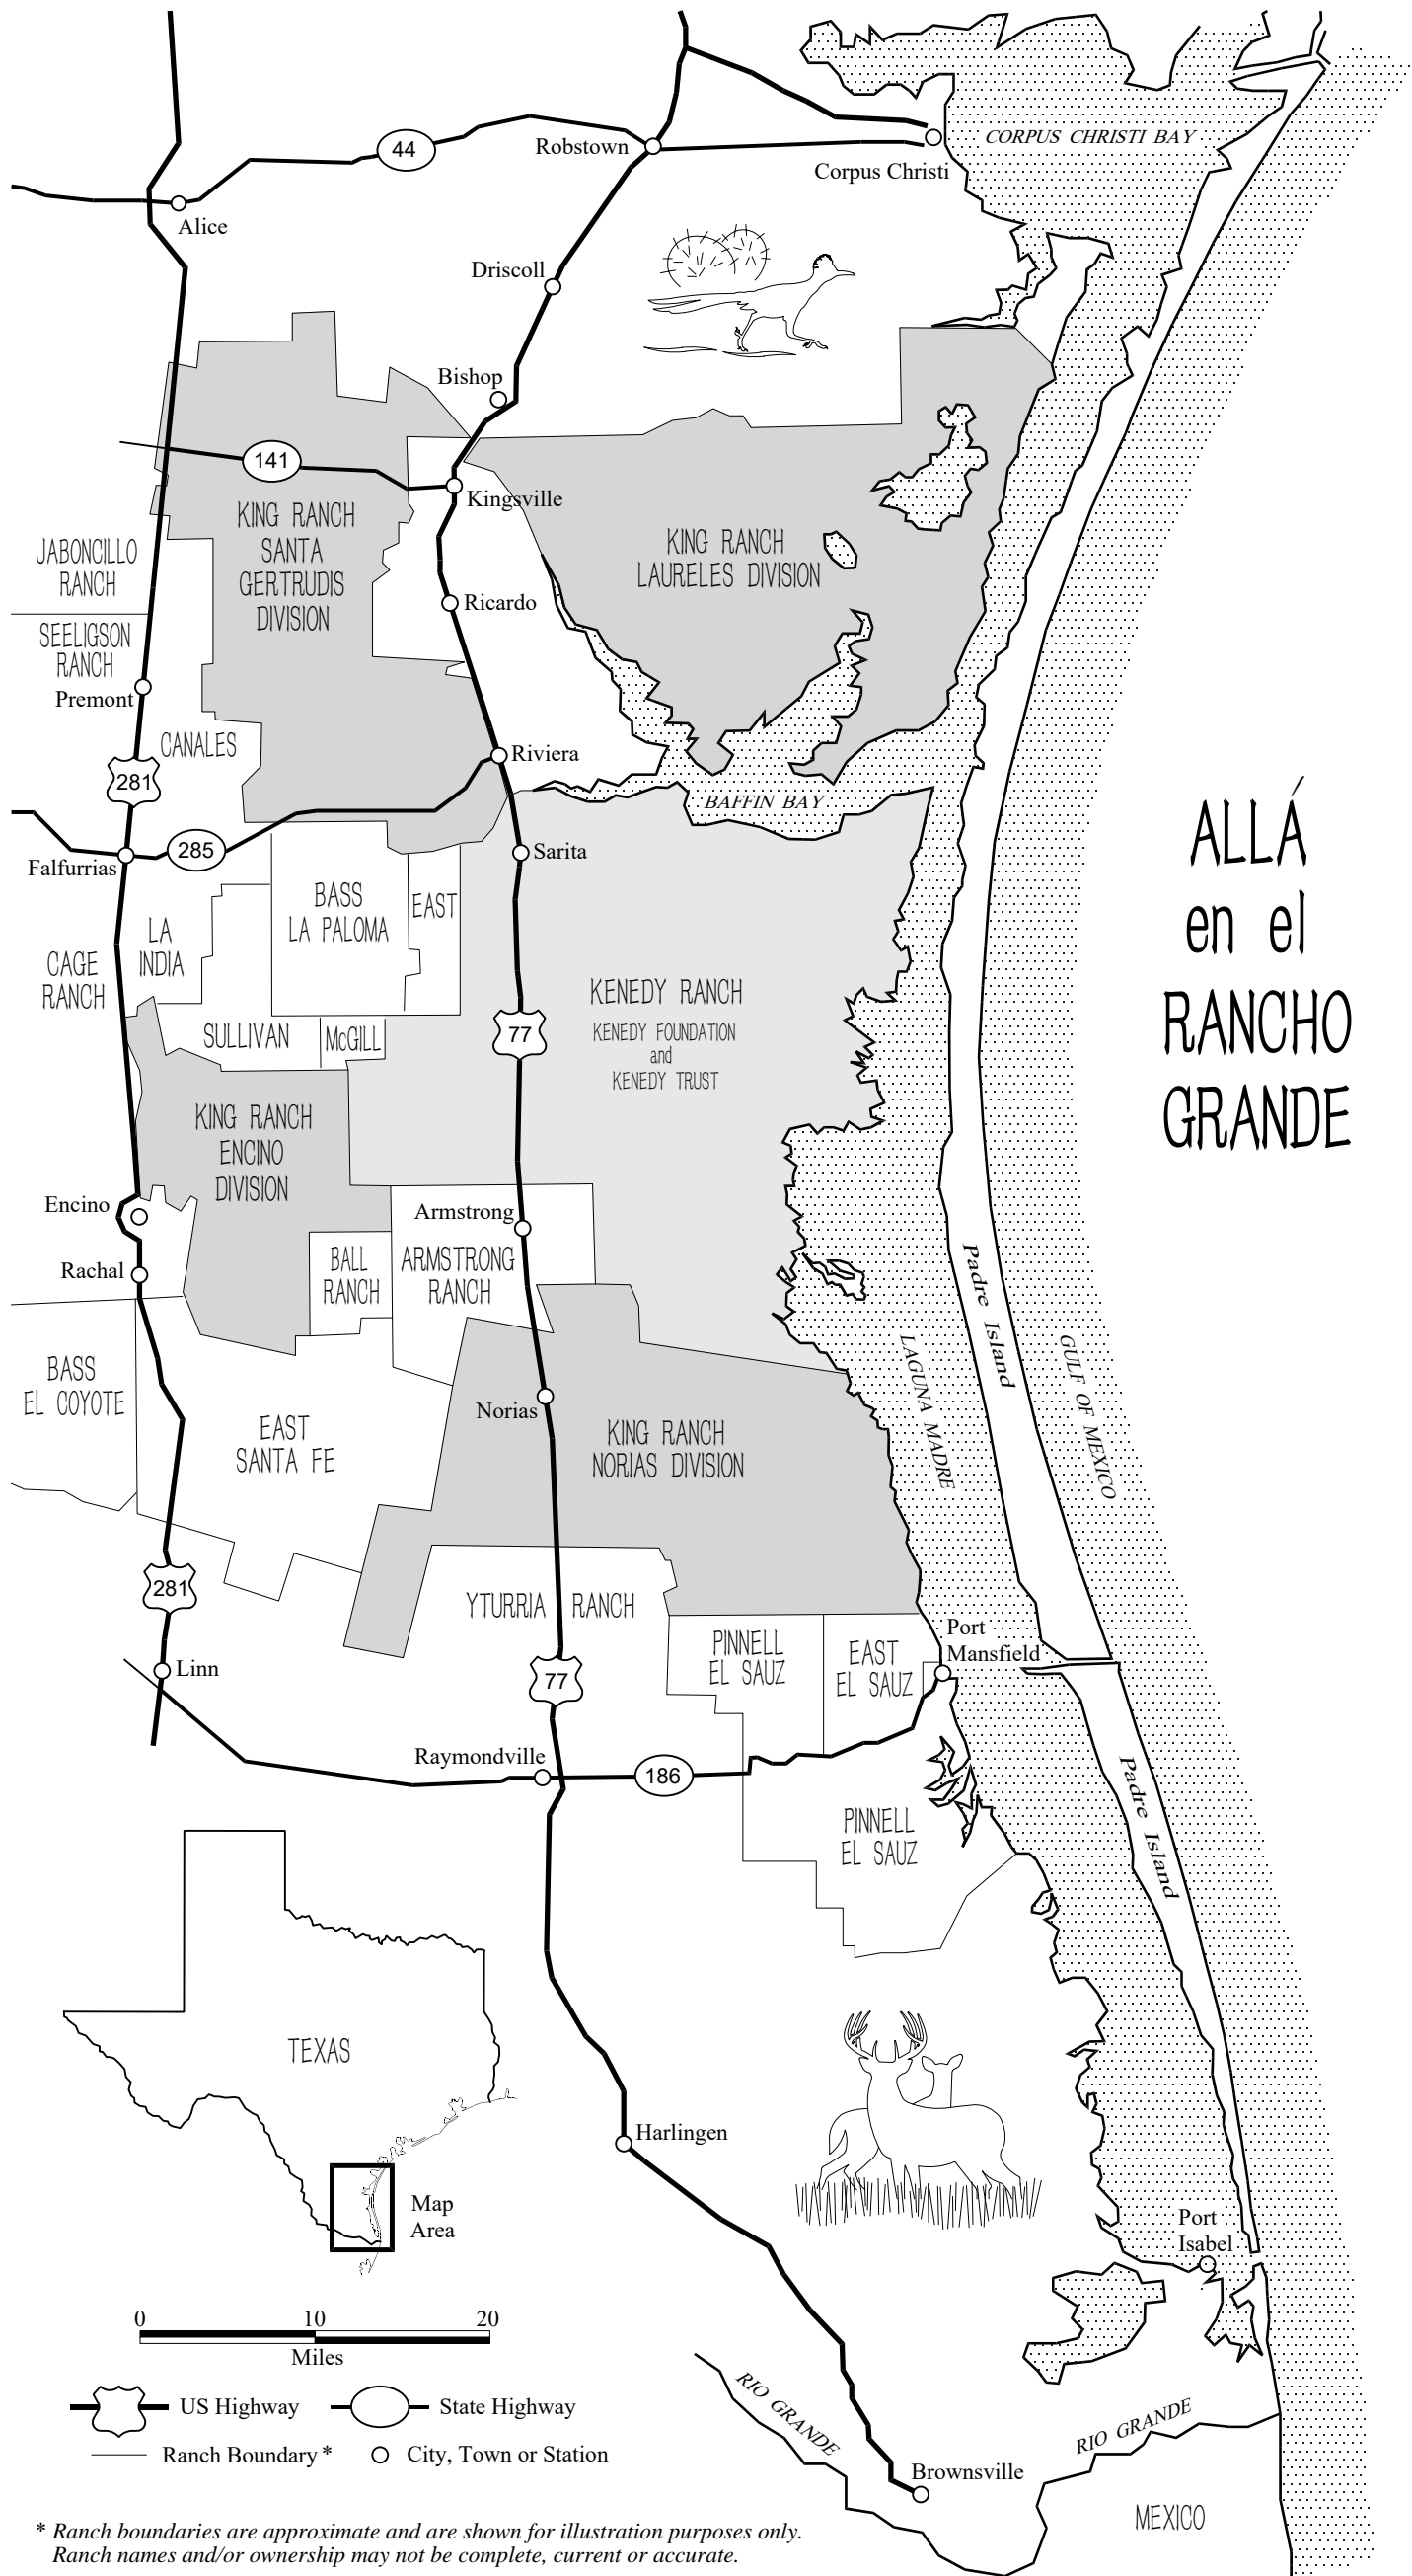 CORPUS CHRISTI BAY
44
Robstown
Corpus Christi
Alice
Driscoll
Bishop
141
Kingsville
KING RANCH
SANTA
GERTRUDIS
DIVISION
KING RANCH
LAURELES DIVISION
JABONCILLO
RANCH
Ricardo
SEELIGSON
RANCH
Premont
CANALES
Riviera
281
BAFFIN BAY
ALLÁ
en el
RANCHO
GRANDE
285
Falfurrias
Sarita
BASS
LA PALOMA
EAST
LA
INDIA
CAGE
RANCH
KENEDY RANCH
KENEDY FOUNDATION
and
KENEDY TRUST
SULLIVAN
McGILL
77
KING RANCH
ENCINO
DIVISION
Encino
Armstrong
Rachal
BALL
RANCH
ARMSTRONG
RANCH
Padre Island
LAGUNA MADRE
GULF OF MEXICO
BASS
EL COYOTE
EAST
SANTA FE
Norias
KING RANCH
NORIAS DIVISION
281
YTURRIA RANCH
PINNELL
EL SAUZ
EAST
EL SAUZ
Port
Mansfield
Linn
77
Raymondville
186
Padre Island
PINNELL
EL SAUZ
TEXAS
Map
Area
Harlingen
Port
Isabel
0 10 20
Miles
US Highway
State Highway
Ranch Boundary *
City, Town or Station
RIO GRANDE
RIO GRANDE
Brownsville
MEXICO
* Ranch boundaries are approximate and are shown for illustration purposes only.
Ranch names and/or ownership may not be complete, current or accurate.